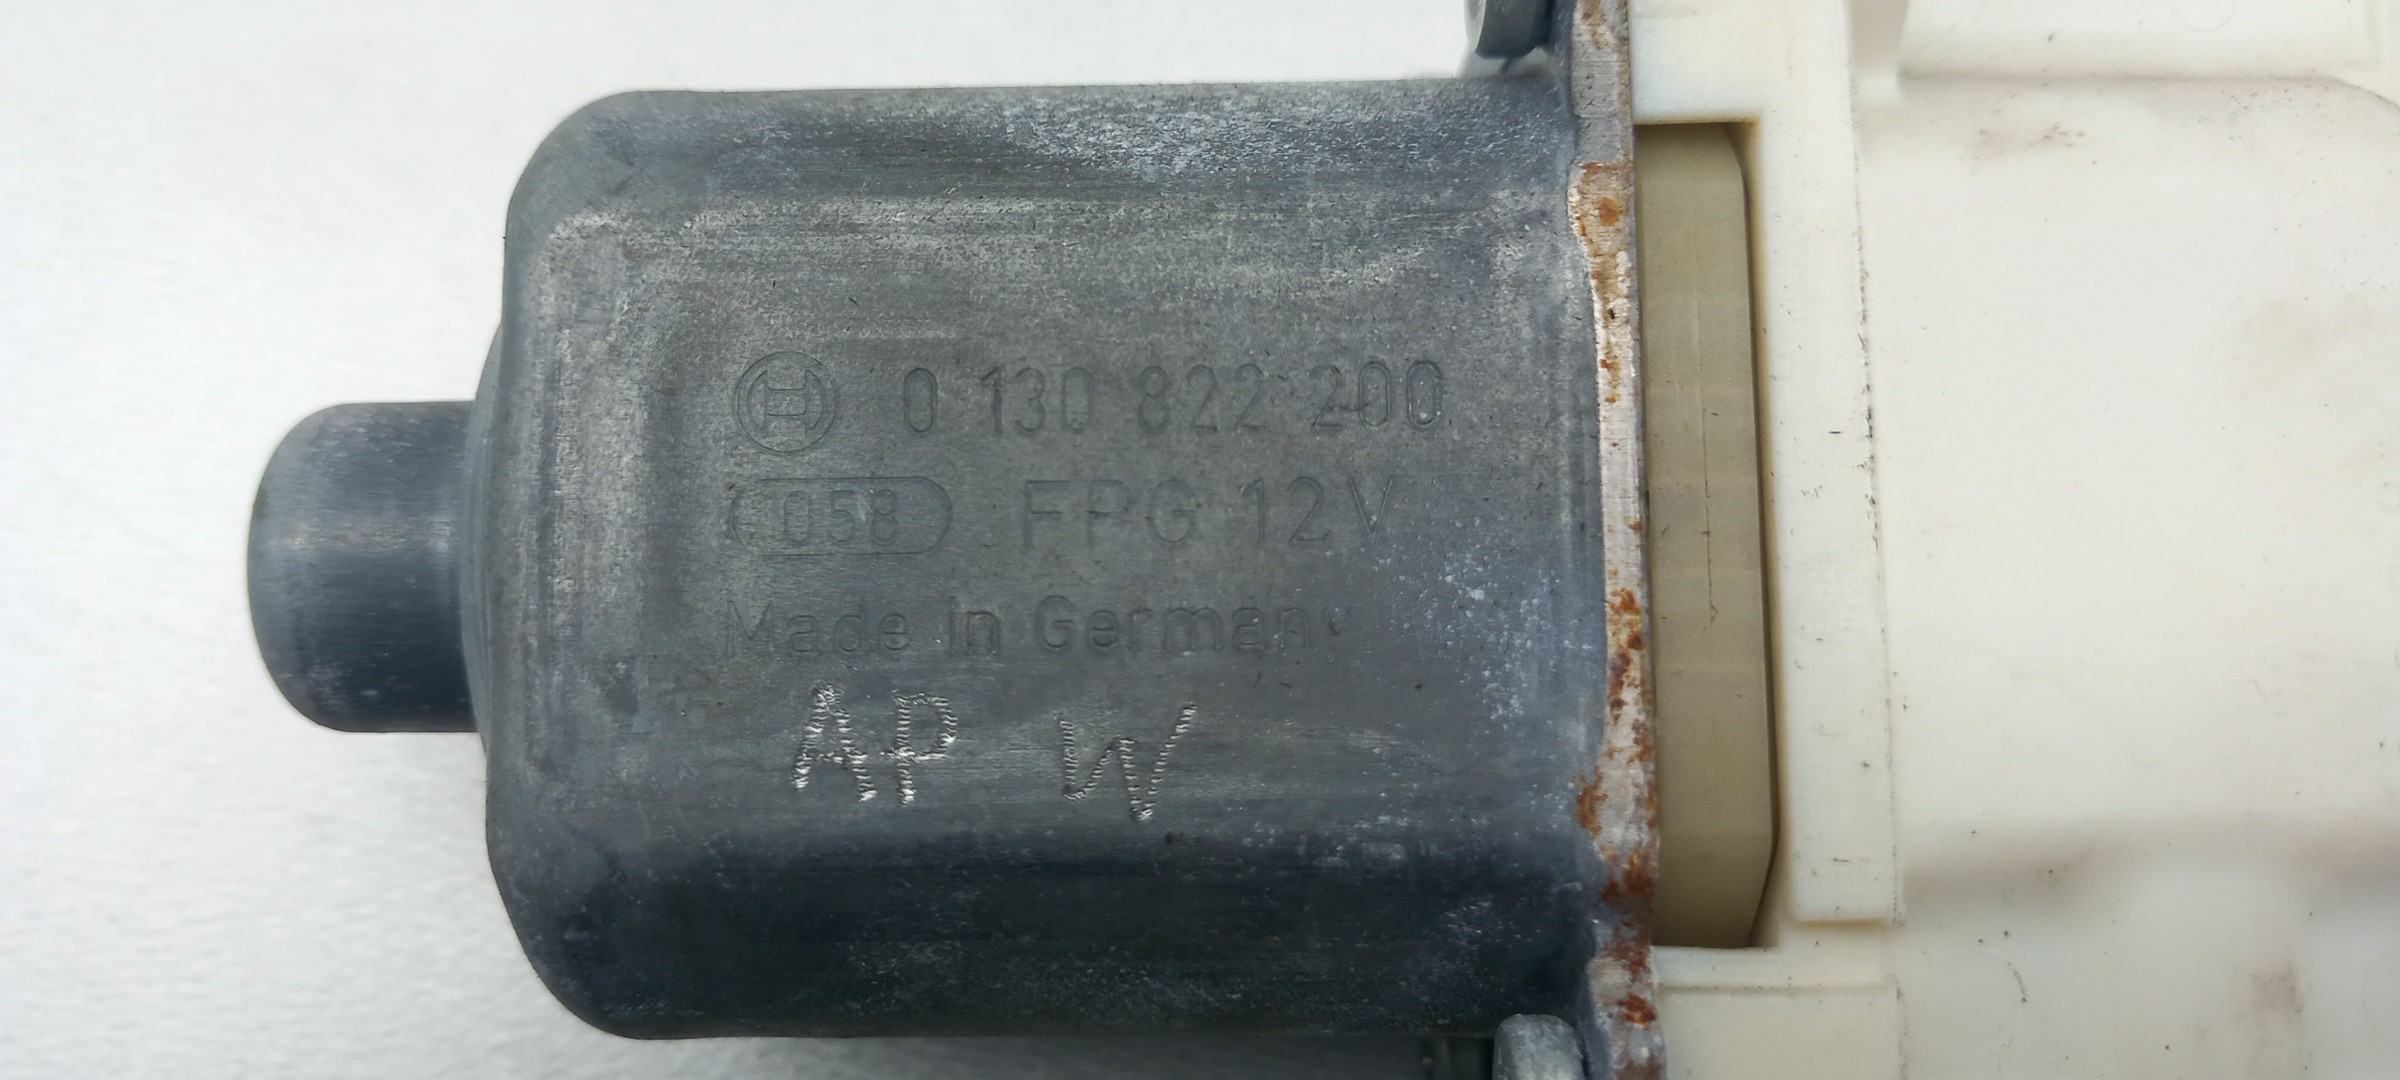 0 130 822 200
058 FPG 12V
Made in Germany
AP W